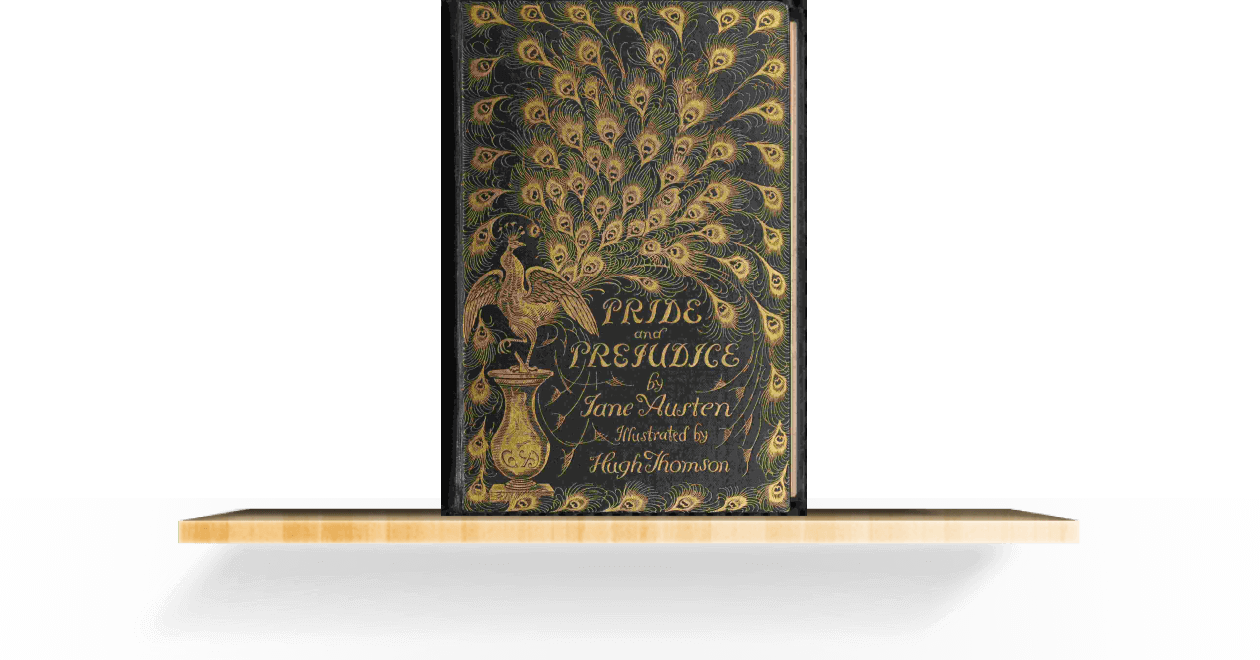 PRIDE
and
PREJUDICE
by
Jane Austen
Illustrated by
Hugh Thomson